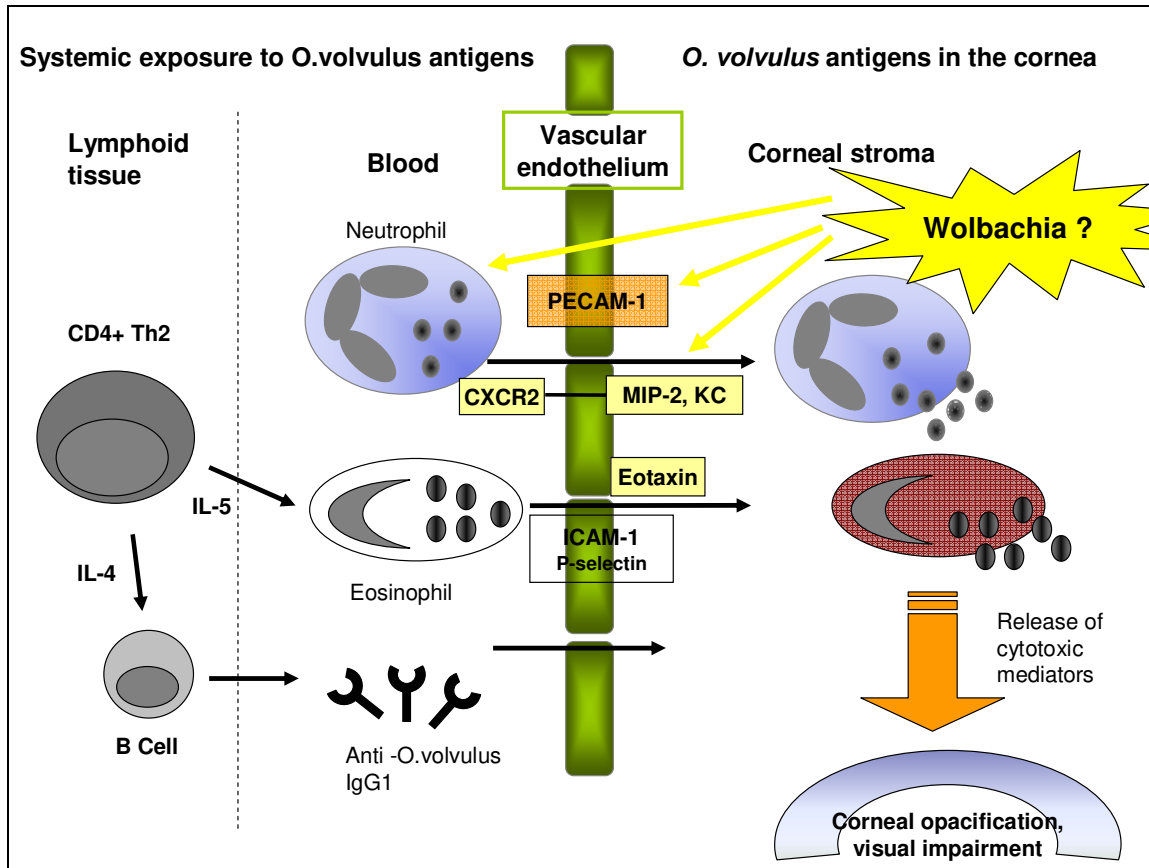 Systemic exposure to O.volvulus antigens
O. volvulus antigens in the cornea
Lymphoid
tissue
Blood
Vascular
endothelium
Corneal stroma
Wolbachia ?
Neutrophil
PECAM-1
CD4+ Th2
CXCR2
MIP-2, KC
Eotaxin
IL-5
ICAM-1
P-selectin
IL-4
Eosinophil
Release of
cytotoxic
mediators
B Cell
Anti -O.volvulus
IgG1
Corneal opacification,
visual impairment